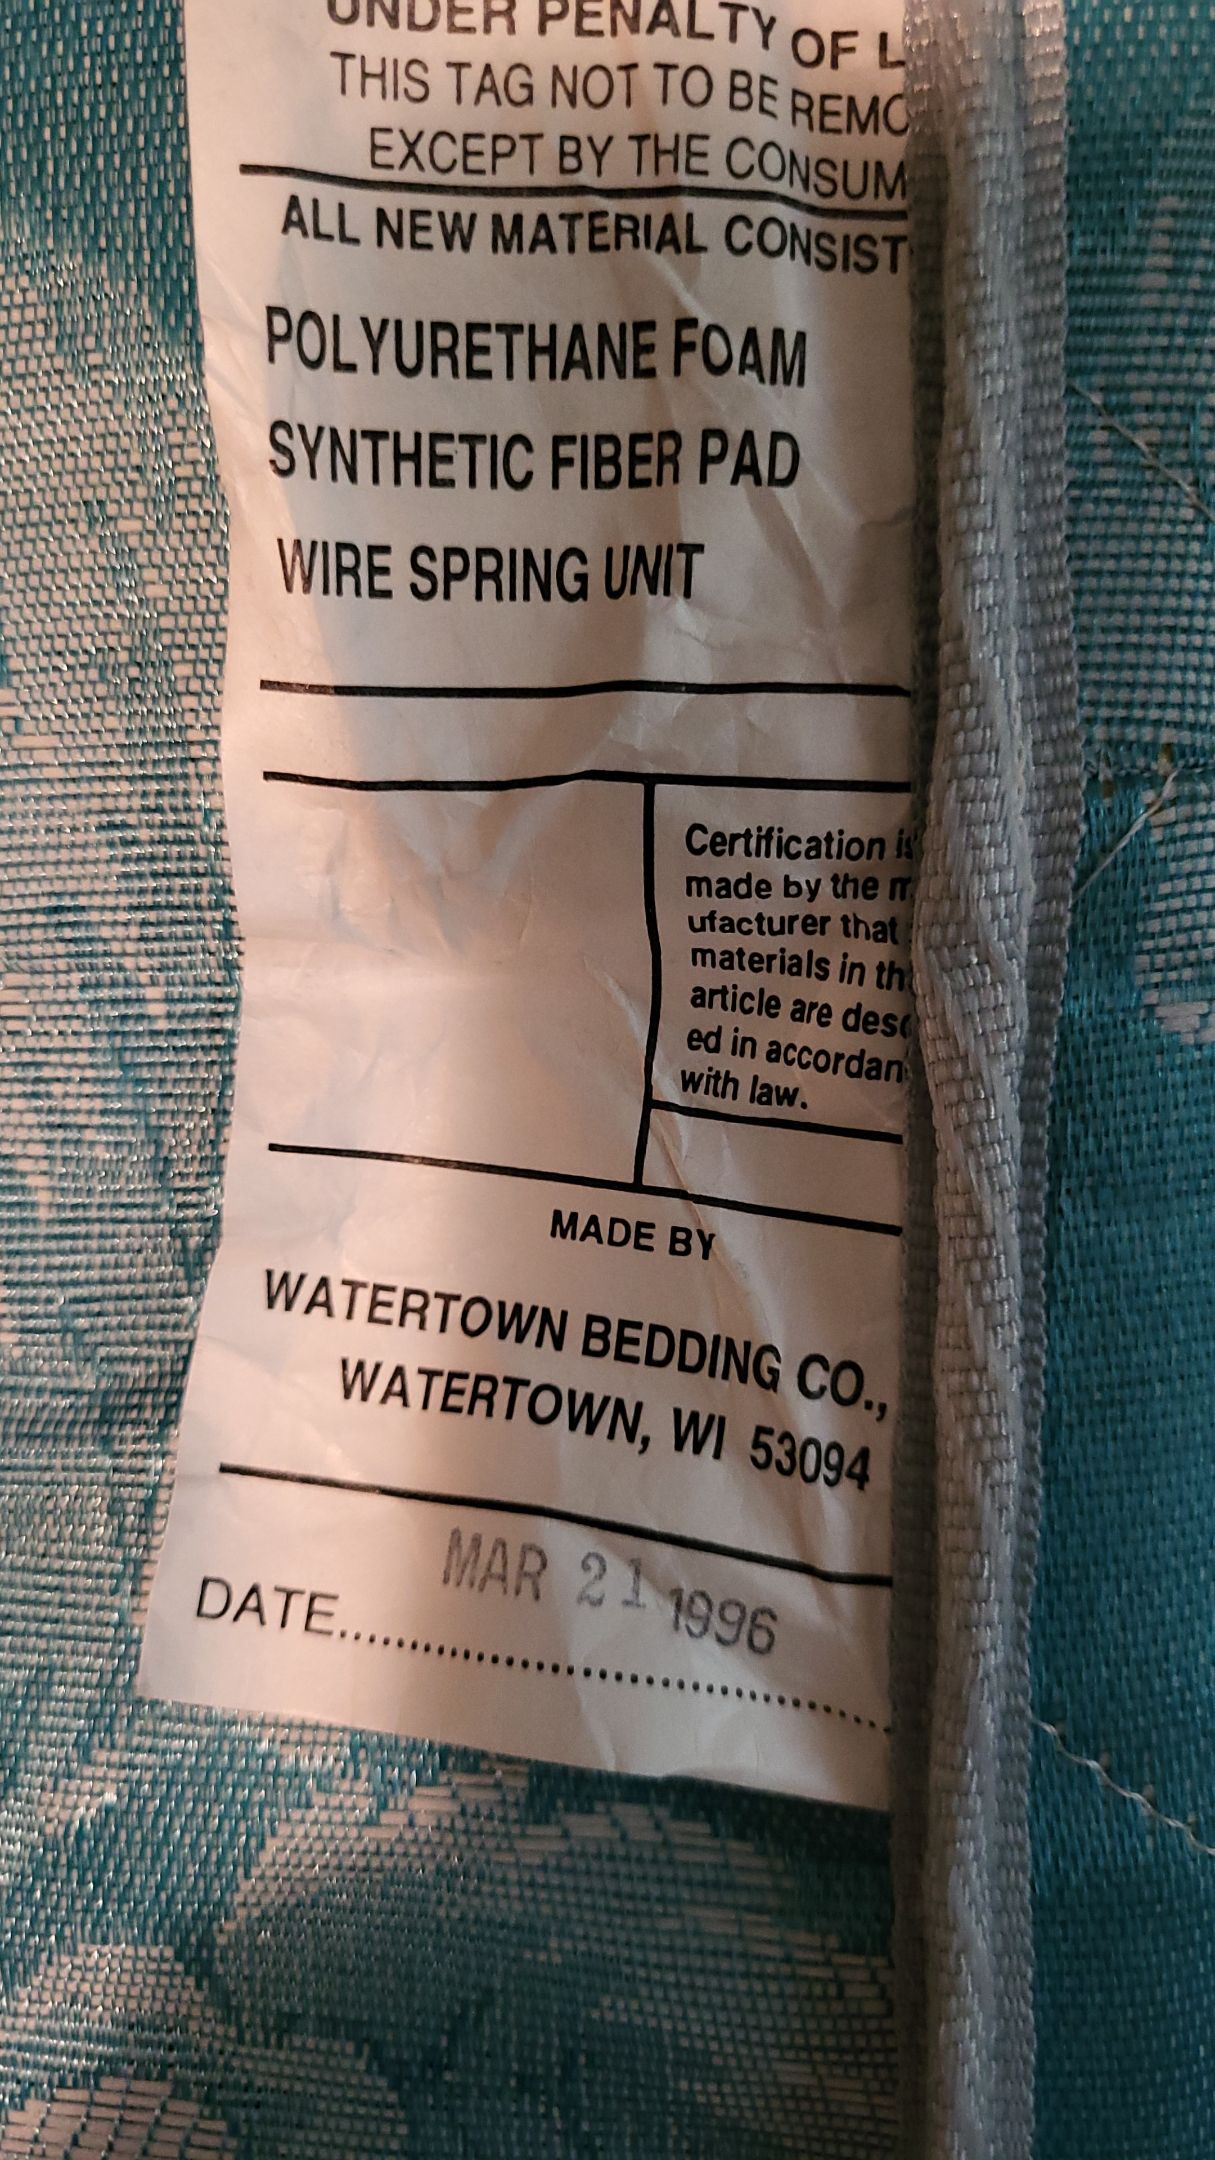 UNDER PENALTY OF L
THIS TAG NOT TO BE REMO
EXCEPT BY THE CONSUM
ALL NEW MATERIAL CONSIST
POLYURETHANE FOAM
SYNTHETIC FIBER PAD
WIRE SPRING UNIT
Certification is
made by the m
ufacturer that
materials in th
article are desc
ed in accordan
with law.
MADE BY
WATERTOWN BEDDING CO.,
WATERTOWN, WI 53094
MAR 21 1996
DATE..........................................